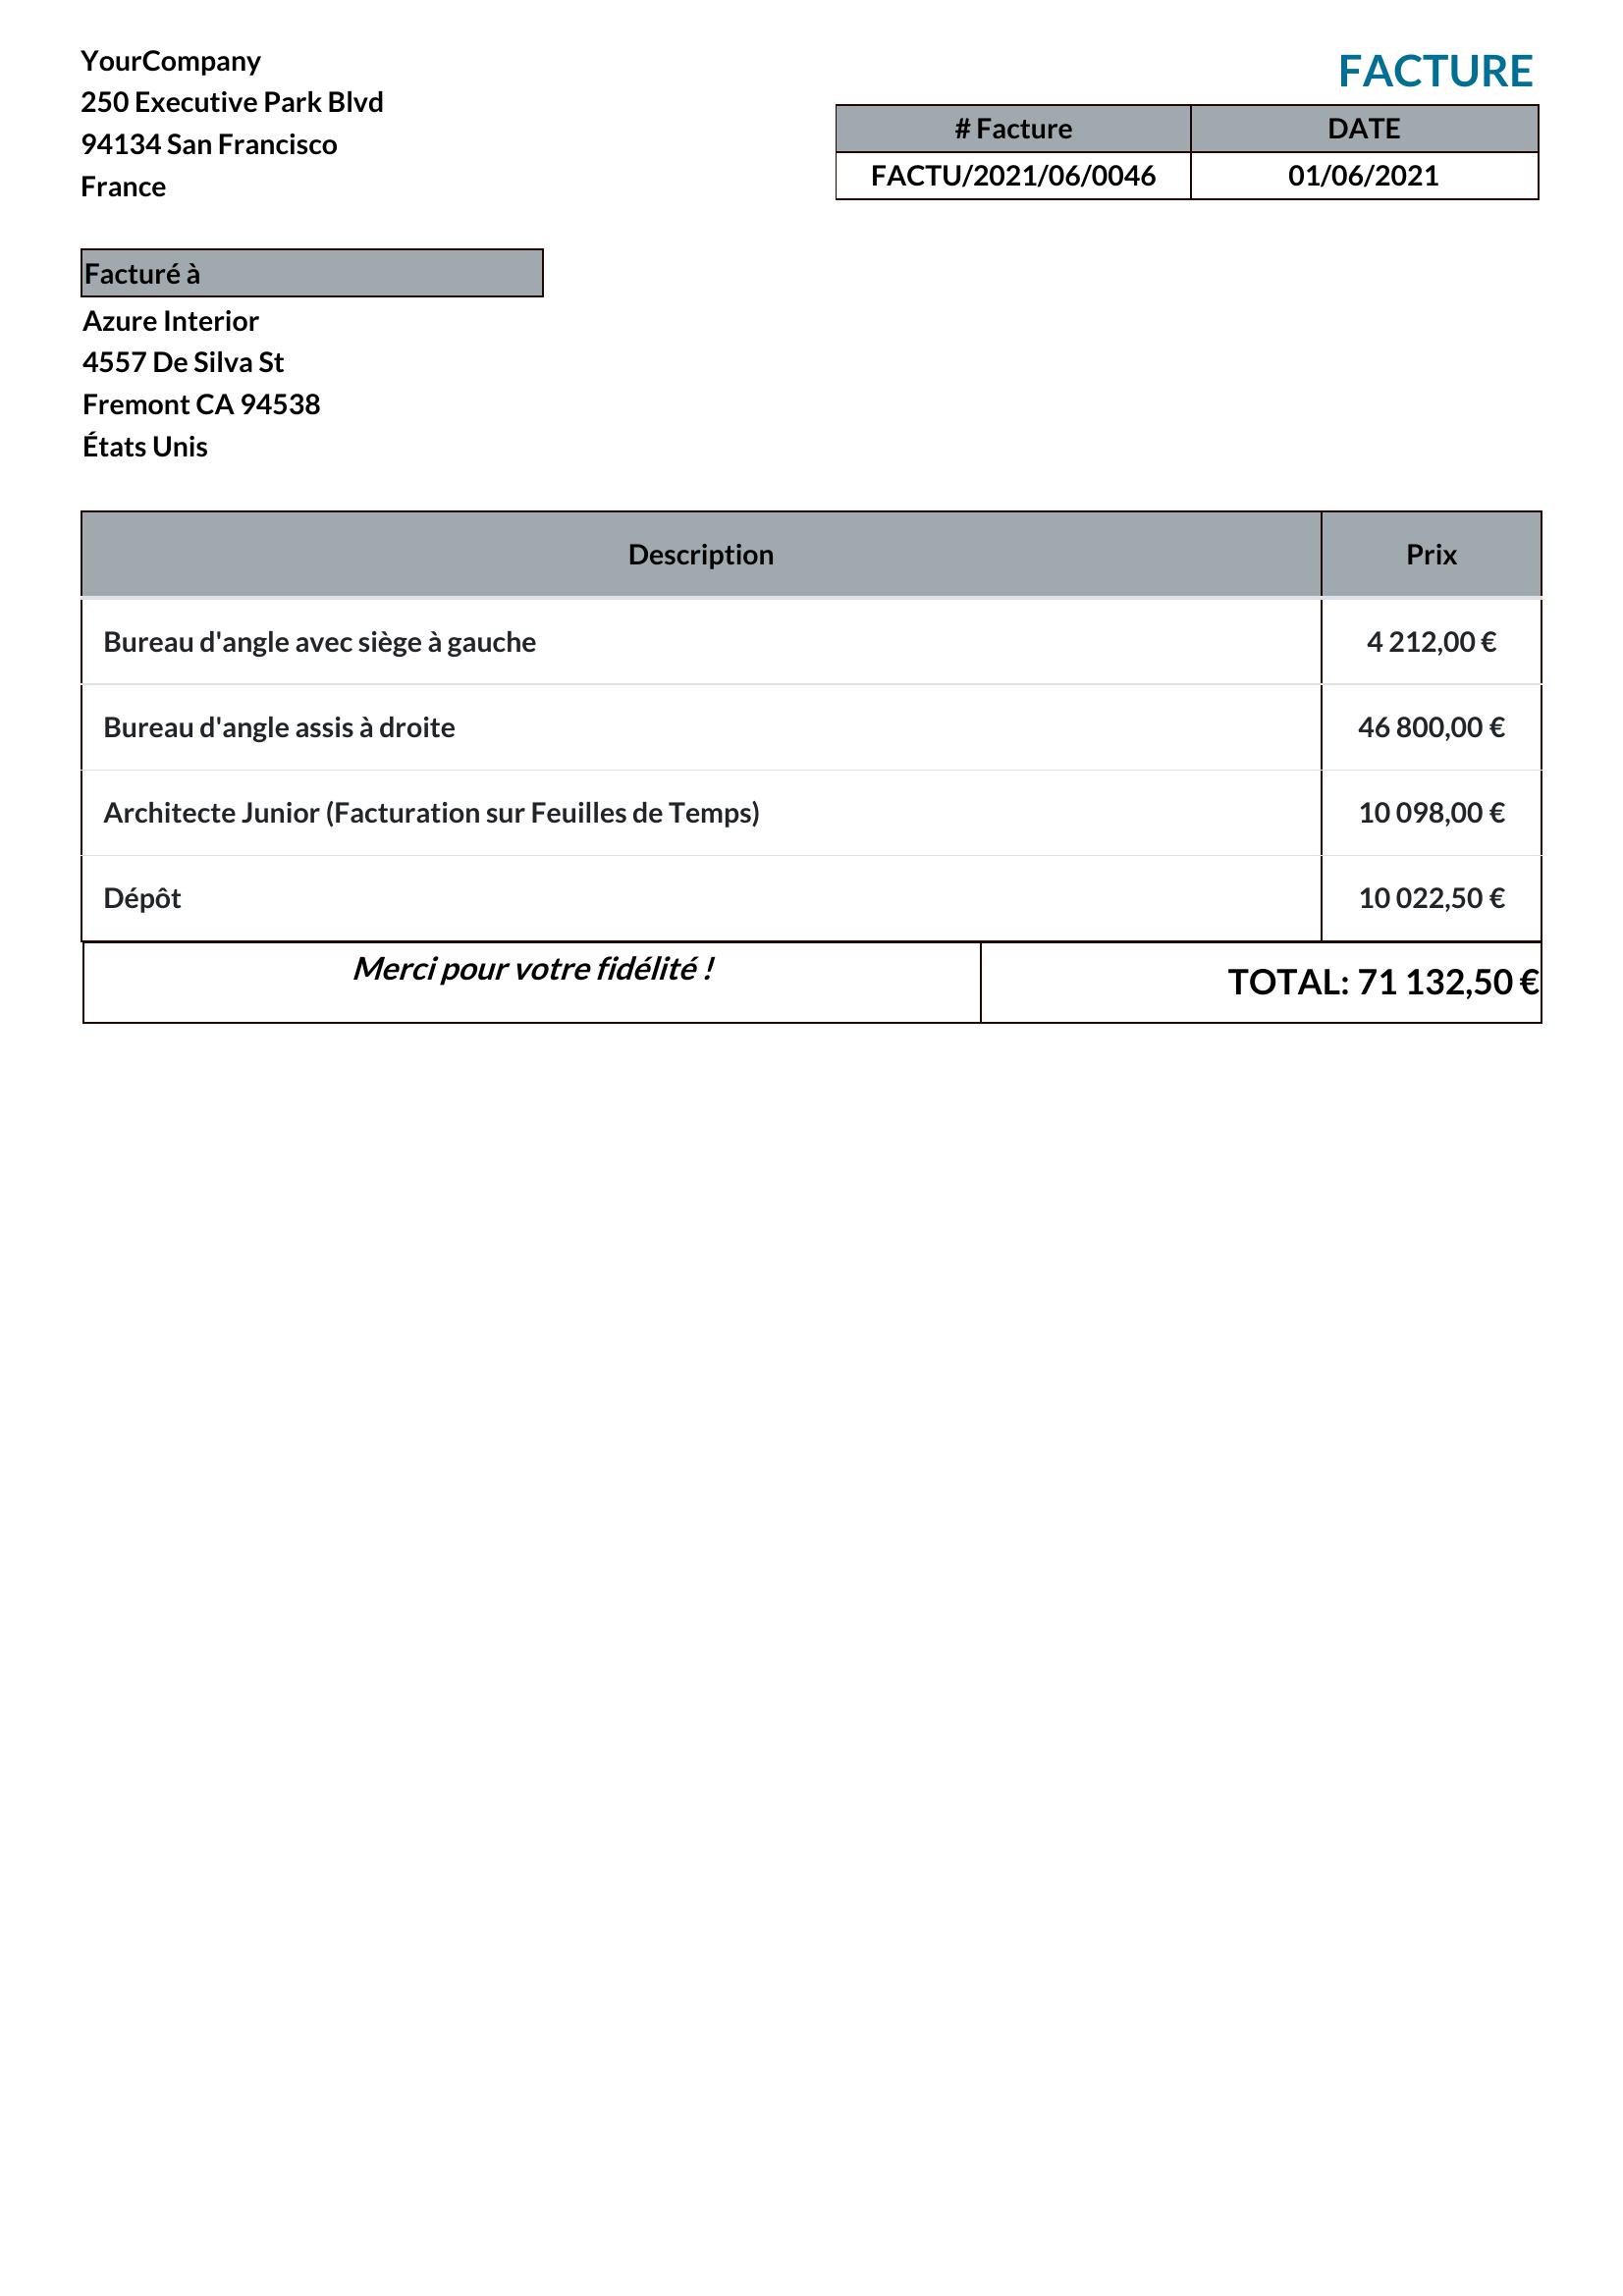 YourCompany
250 Executive Park Blvd
94134 San Francisco
France
FACTURE
# Facture DATE
FACTU/2021/06/0046 01/06/2021
Facturé à
Azure Interior
4557 De Silva St
Fremont CA 94538
États Unis
Description Prix
Bureau d'angle avec siège à gauche 4 212,00 €
Bureau d'angle assis à droite 46 800,00 €
Architecte Junior (Facturation sur Feuilles de Temps) 10 098,00 €
Dépôt 10 022,50 €
Merci pour votre fidélité !
TOTAL: 71 132,50 €